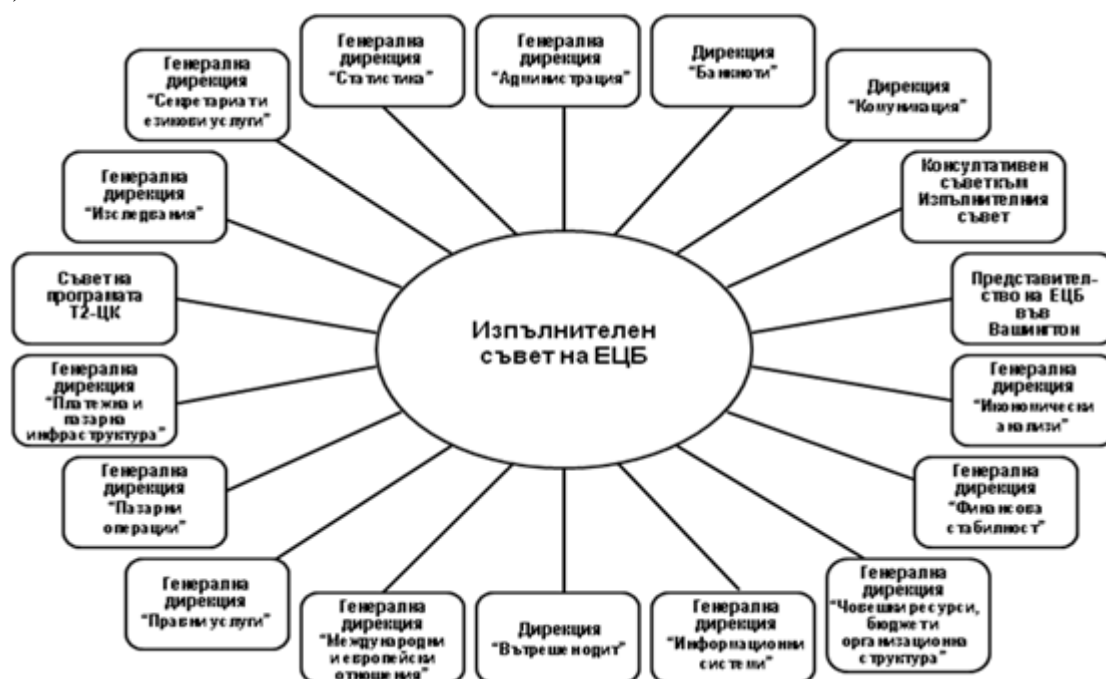 Генерална
дирекция
"Статистика"
Генерална
дирекция
"Администрация"
Дирекция
"Банкноти"
Дирекция
"Комуникация"
Консултативен
съвет към
Изпълнителния
съвет
Представител-
ство на ЕЦБ
във
Вашингтон
Генерална
дирекция
"Икономически
анализи"
Генерална
дирекция
"Финансова
стабилност"
Генерална
дирекция
"Човешки ресурси,
бюджет и
организационна
структура"
Генерална
дирекция
"Информационни
системи"
Дирекция
"Вътрешен одит"
Генерална
дирекция
"Международни
и европейски
отношения"
Генерална
дирекция
"Правни услуги"
Генерална
дирекция
"Пазарни
операции"
Генерална
дирекция
"Платежна и
пазарна
инфраструктура"
Съвет на
програмата
Т2-ЦК
Генерална
дирекция
"Изследвания"
Генерална
дирекция
"Секретариат и
езикови услуги"
Изпълнителен
съвет на ЕЦБ